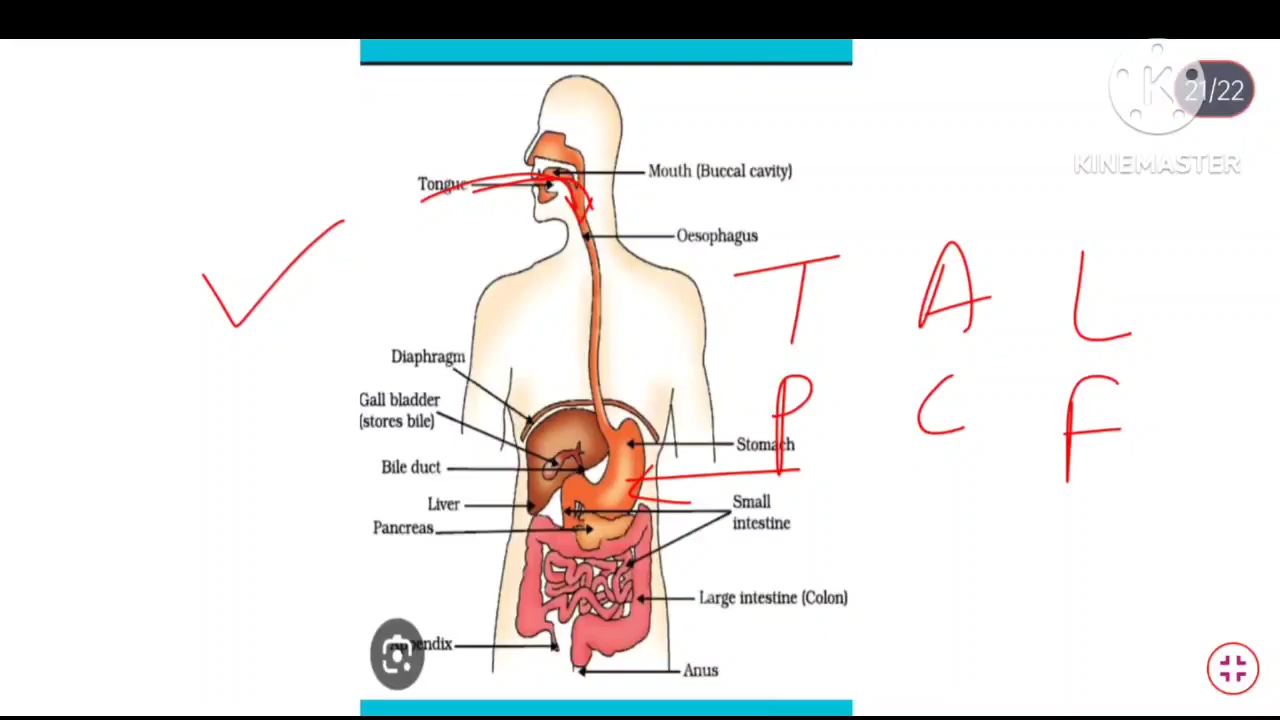 21/22
KINEMASTER
Mouth (Buccal cavity)
Tongue
Oesophagus
T A L
Diaphragm
P C F
Gall bladder
(stores bile)
Stomach
Bile duct
Liver
Small
intestine
Pancreas
Large intestine (Colon)
Appendix
Anus